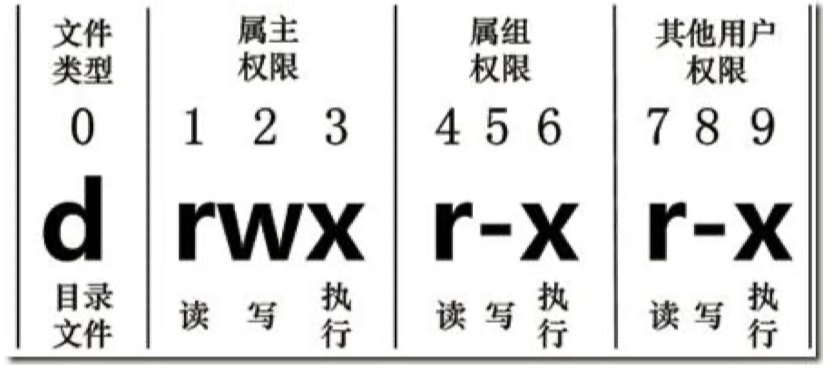 文件 属主 属组 其他用户
类型 权限 权限 权限
0 1 2 3 4 5 6 7 8 9
d rwx r-x r-x
目录 读 写 执 读 写 执 读 写 执
文件 行 行 行